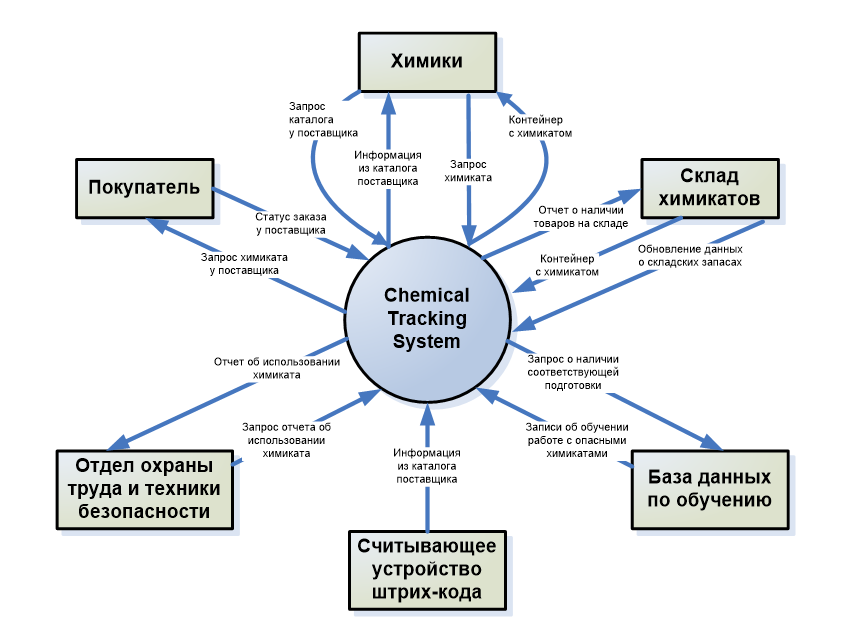 Химики
Запрос
каталога
у поставщика
Информация
из каталога
поставщика
Запрос
химиката
Контейнер
с химикатом
Покупатель
Статус заказа
у поставщика
Запрос химиката
у поставщика
Склад
химикатов
Отчет о наличии
товаров на складе
Контейнер
с химикатом
Обновление данных
о складских запасах
Chemical
Tracking
System
Отчет об использовании
химиката
Запрос отчета об
использовании
химиката
Отдел охраны
труда и техники
безопасности
Информация
из каталога
поставщика
Считывающее
устройство
штрих-кода
Запрос о наличии
соответствующей
подготовки
Записи об обучении
работе с опасными
химикатами
База данных
по обучению